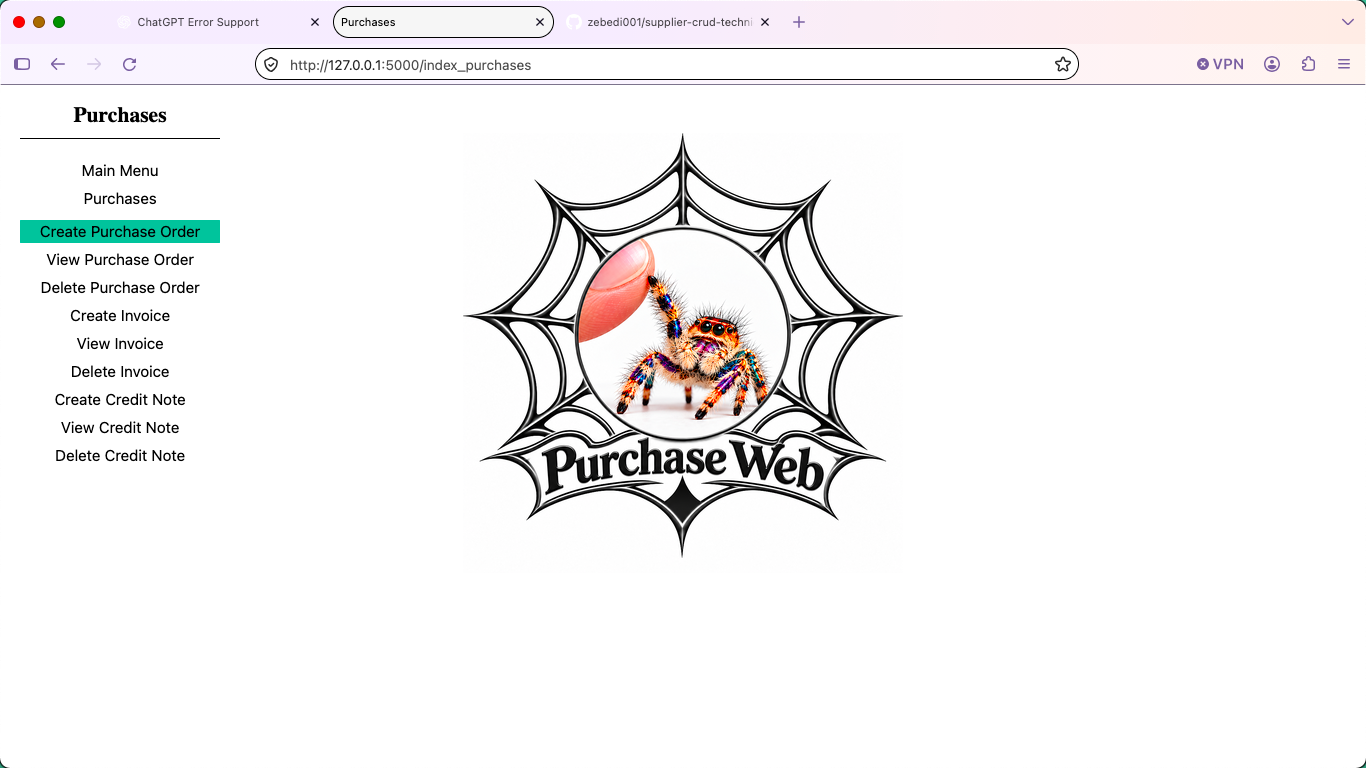 ChatGPT Error Support
Purchases
zebedi001/supplier-crud-techni
http://127.0.0.1:5000/index_purchases
VPN
Purchases
Main Menu
Purchases
Create Purchase Order
View Purchase Order
Delete Purchase Order
Create Invoice
View Invoice
Delete Invoice
Create Credit Note
View Credit Note
Delete Credit Note
Purchase Web